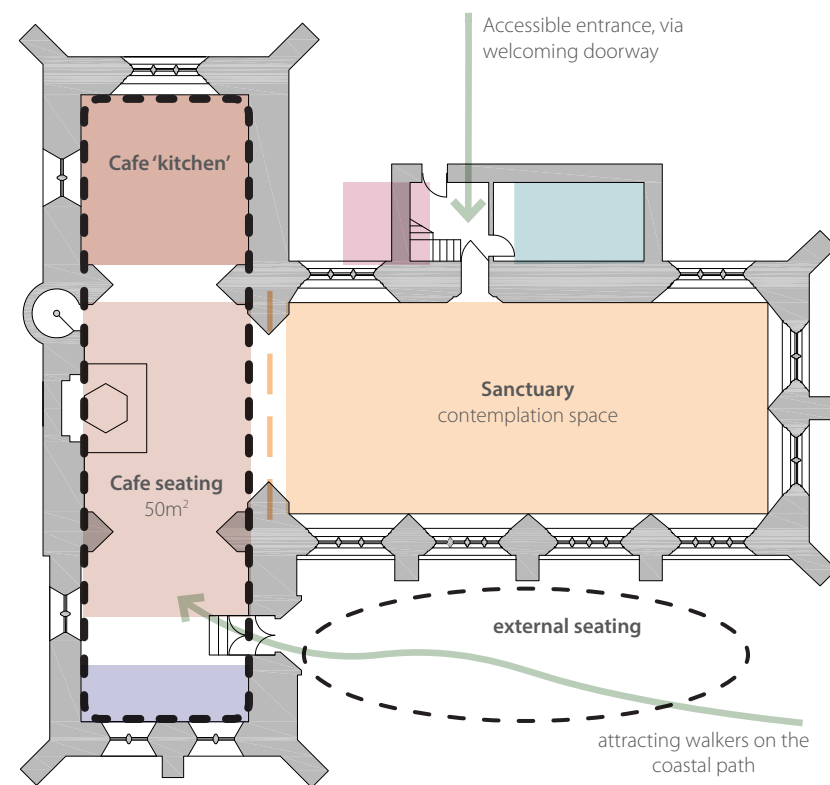 Accessible entrance, via
welcoming doorway
Cafe ‘kitchen’
Sanctuary
contemplation space
Cafe seating
50m²
external seating
attracting walkers on the
coastal path